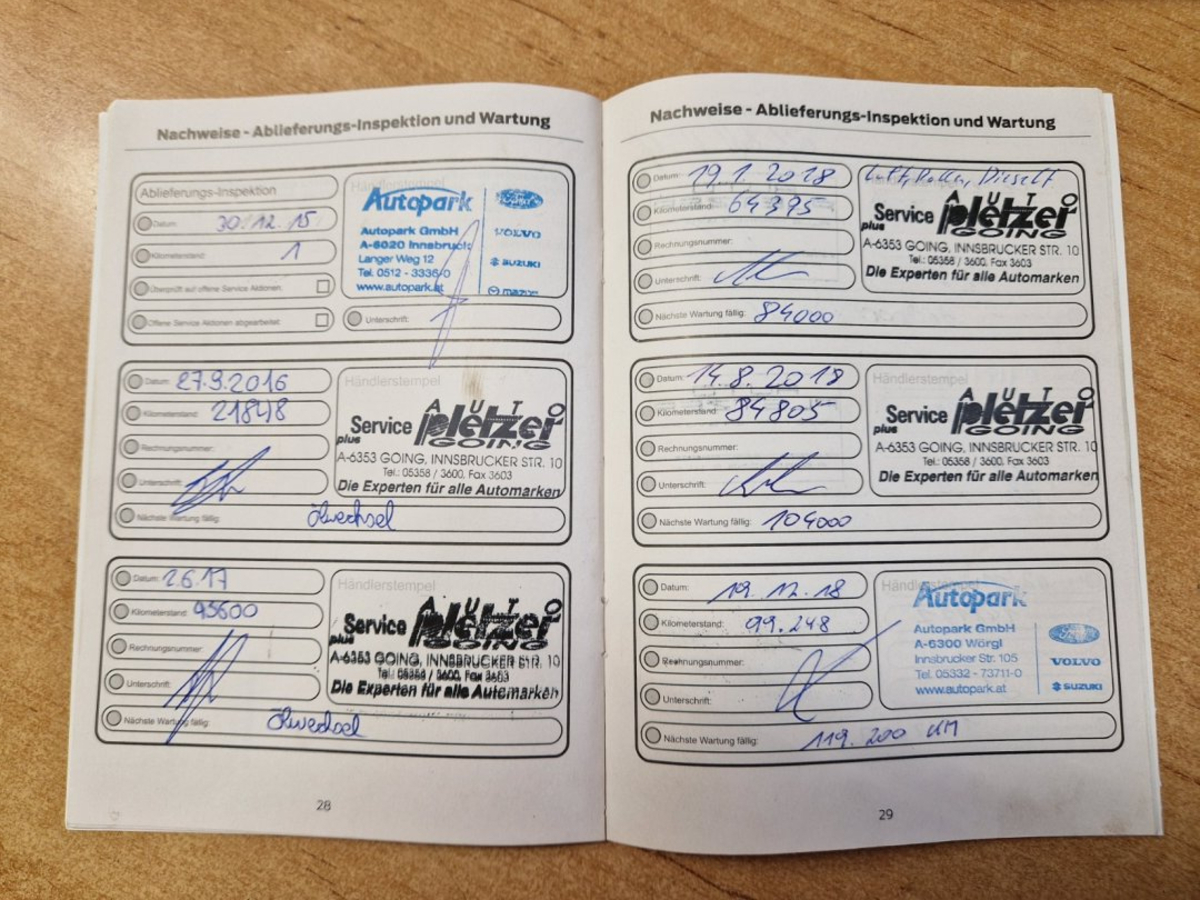 Nachweise - Ablieferungs-Inspektion und Wartung
Ablieferungs-Inspektion
Datum: 30.12.15
Kilometerstand: 1
Überprüft auf offene Service Aktionen:
Offene Service Aktionen abgearbeitet:
Händlerstempel
Autopark
Autopark GmbH
A-6020 Innsbruck
Langer Weg 12
Tel. 0512 - 3336-0
www.autopark.at
Ford
VOLVO
SUZUKI
mazda
Unterschrift:
Datum: 27.9.2016
Kilometerstand: 21848
Rechnungsnummer:
Unterschrift:
Händlerstempel
AUTO
Service plus pletzer
GOING
A-6353 GOING, INNSBRUCKER STR. 10
Tel.: 05358 / 3600, Fax 3603
Die Experten für alle Automarken
Nächste Wartung fällig: Ölwechsel
Datum: 2.6.17
Kilometerstand: 43600
Rechnungsnummer:
Unterschrift:
Händlerstempel
AUTO
Service plus pletzer
GOING
A-6353 GOING, INNSBRUCKER STR. 10
Tel.: 05358 / 3600, Fax 3603
Die Experten für alle Automarken
Nächste Wartung fällig: Ölwechsel
28
Nachweise - Ablieferungs-Inspektion und Wartung
Datum: 19.1.2018
Kilometerstand: 64395
Rechnungsnummer:
Unterschrift:
Luft, Pollen, Dieself.
AUTO
Service plus pletzer
GOING
A-6353 GOING, INNSBRUCKER STR. 10
Tel.: 05358 / 3600, Fax 3603
Die Experten für alle Automarken
Nächste Wartung fällig: 84000
Datum: 14.8.2018
Kilometerstand: 84805
Rechnungsnummer:
Unterschrift:
Händlerstempel
AUTO
Service plus pletzer
GOING
A-6353 GOING, INNSBRUCKER STR. 10
Tel.: 05358 / 3600, Fax 3603
Die Experten für alle Automarken
Nächste Wartung fällig: 104000
Datum: 19.12.18
Kilometerstand: 99.248
Rechnungsnummer:
Unterschrift:
Händlerstempel
Autopark
Autopark GmbH
A-6300 Wörgl
Innsbrucker Str. 105
Tel. 05332 - 73711-0
www.autopark.at
Ford
VOLVO
SUZUKI
Nächste Wartung fällig: 119.200 KM
29